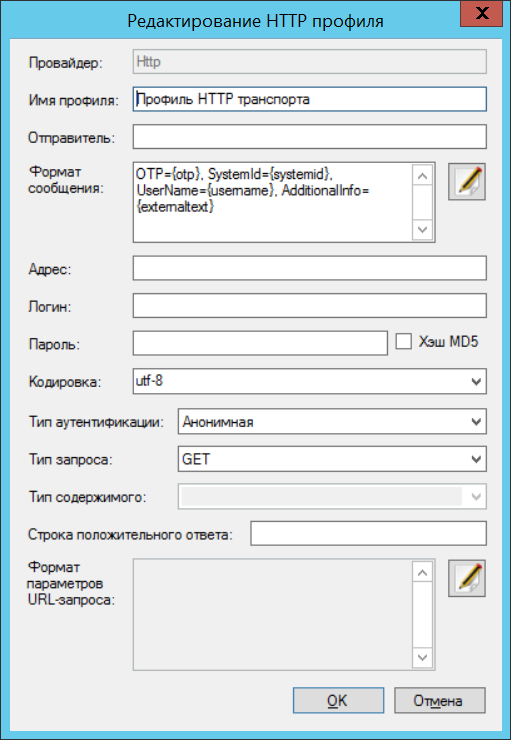 Редактирование HTTP профиля
X
Провайдер:
Http
Имя профиля:
Профиль HTTP транспорта
Отправитель:
Формат
сообщения:
OTP={otp}, SystemId={systemid},
UserName={username}, AdditionalInfo=
{externaltext}
Адрес:
Логин:
Пароль:
Хэш MD5
Кодировка:
utf-8
Тип аутентификации:
Анонимная
Тип запроса:
GET
Тип содержимого:
Строка положительного ответа:
Формат
параметров
URL-запроса:
OK
Отмена